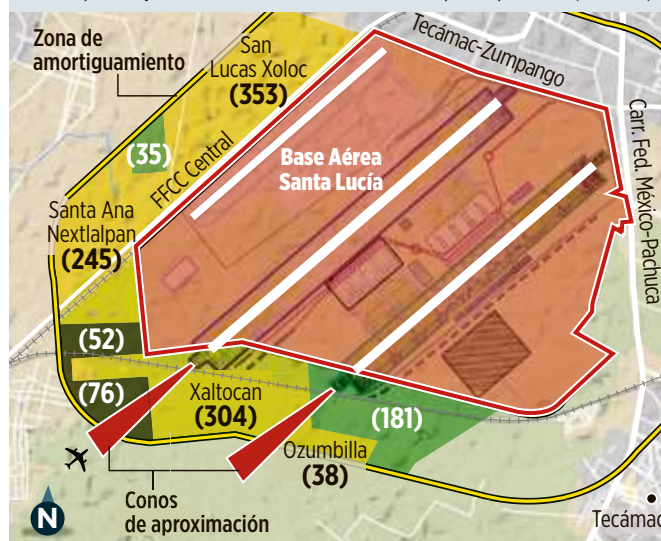 Zona de
amortiguamiento
San
Lucas Xoloc
(353)
Tecámac-Zumpango
(35)
FFCC Central
Base Aérea
Santa Lucía
Carr. Fed. México-Pachuca
Santa Ana
Nextlalpan
(245)
(52)
(76)
Xaltocan
(304)
(181)
Ozumbilla
(38)
Conos
de aproximación
N
Tecámac